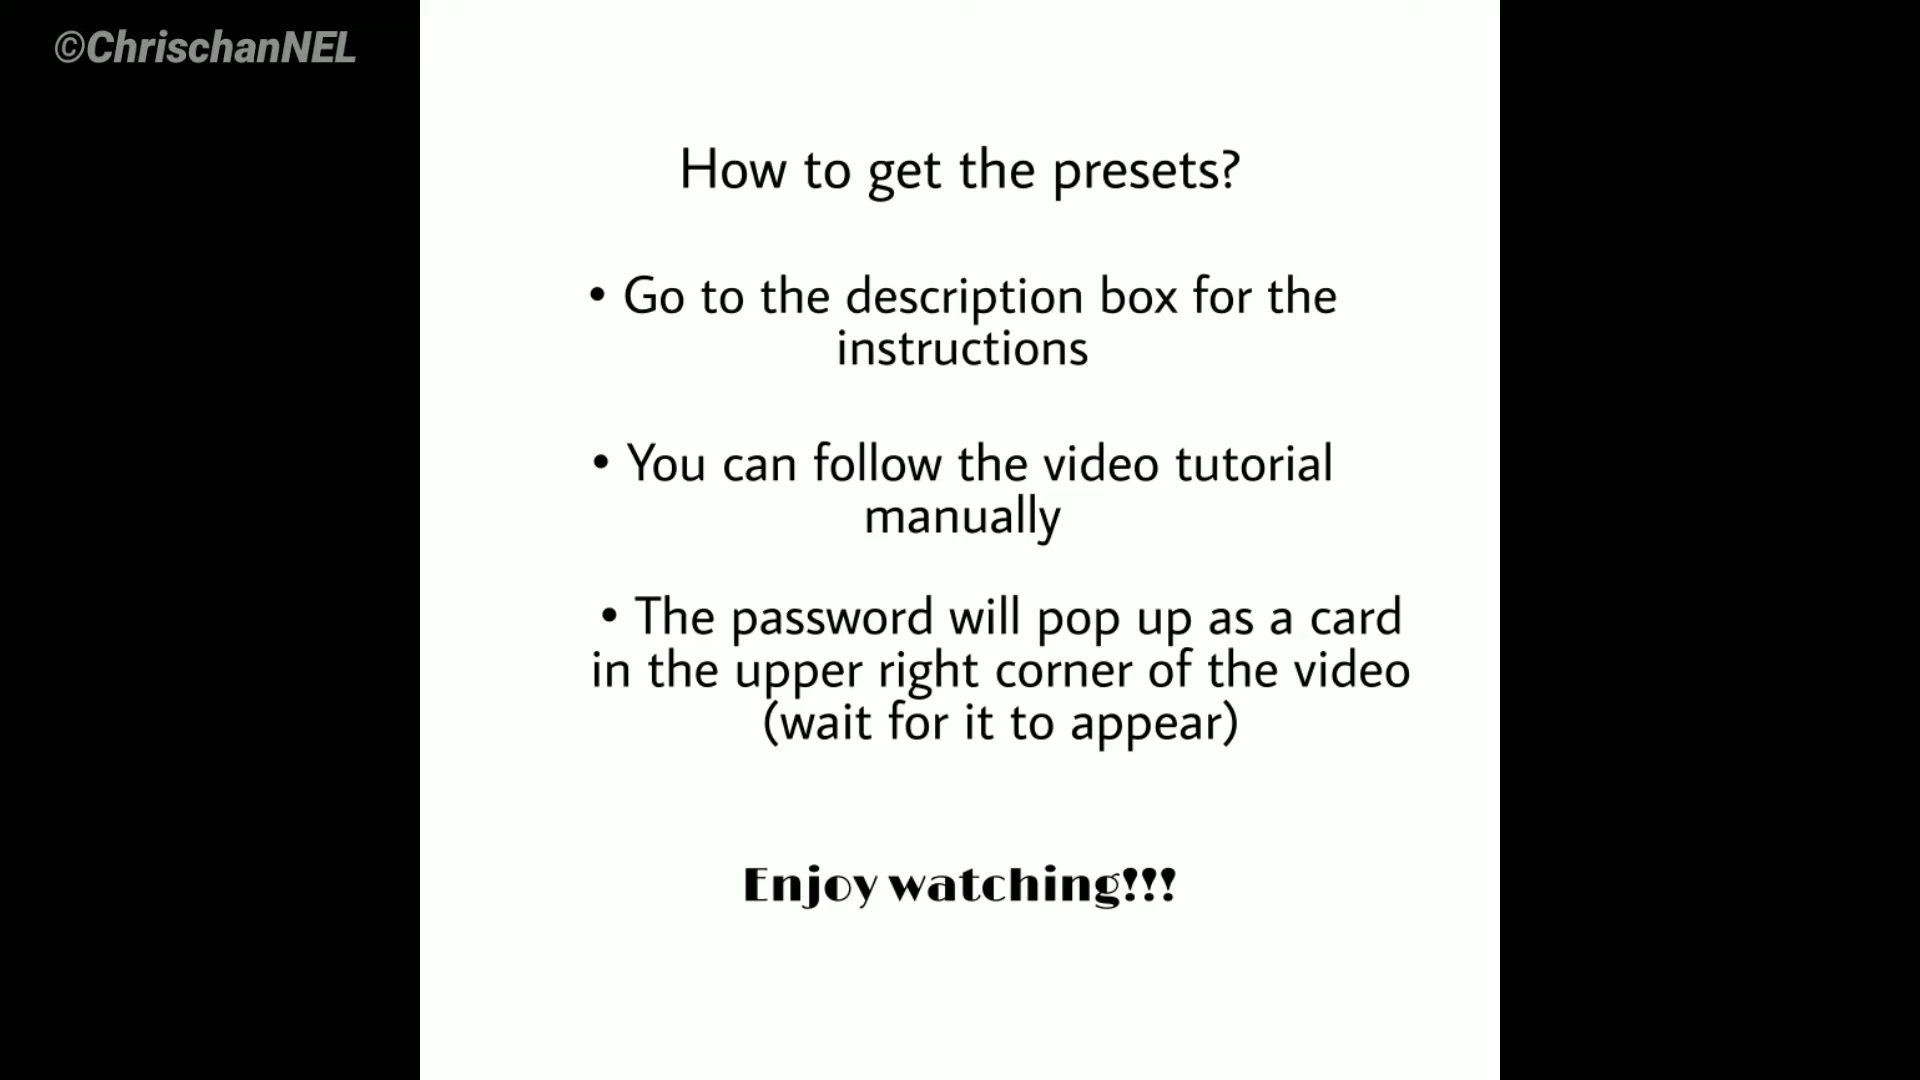 ©ChrischanNEL
How to get the presets?
• Go to the description box for the
instructions
• You can follow the video tutorial
manually
• The password will pop up as a card
in the upper right corner of the video
(wait for it to appear)
Enjoy watching!!!